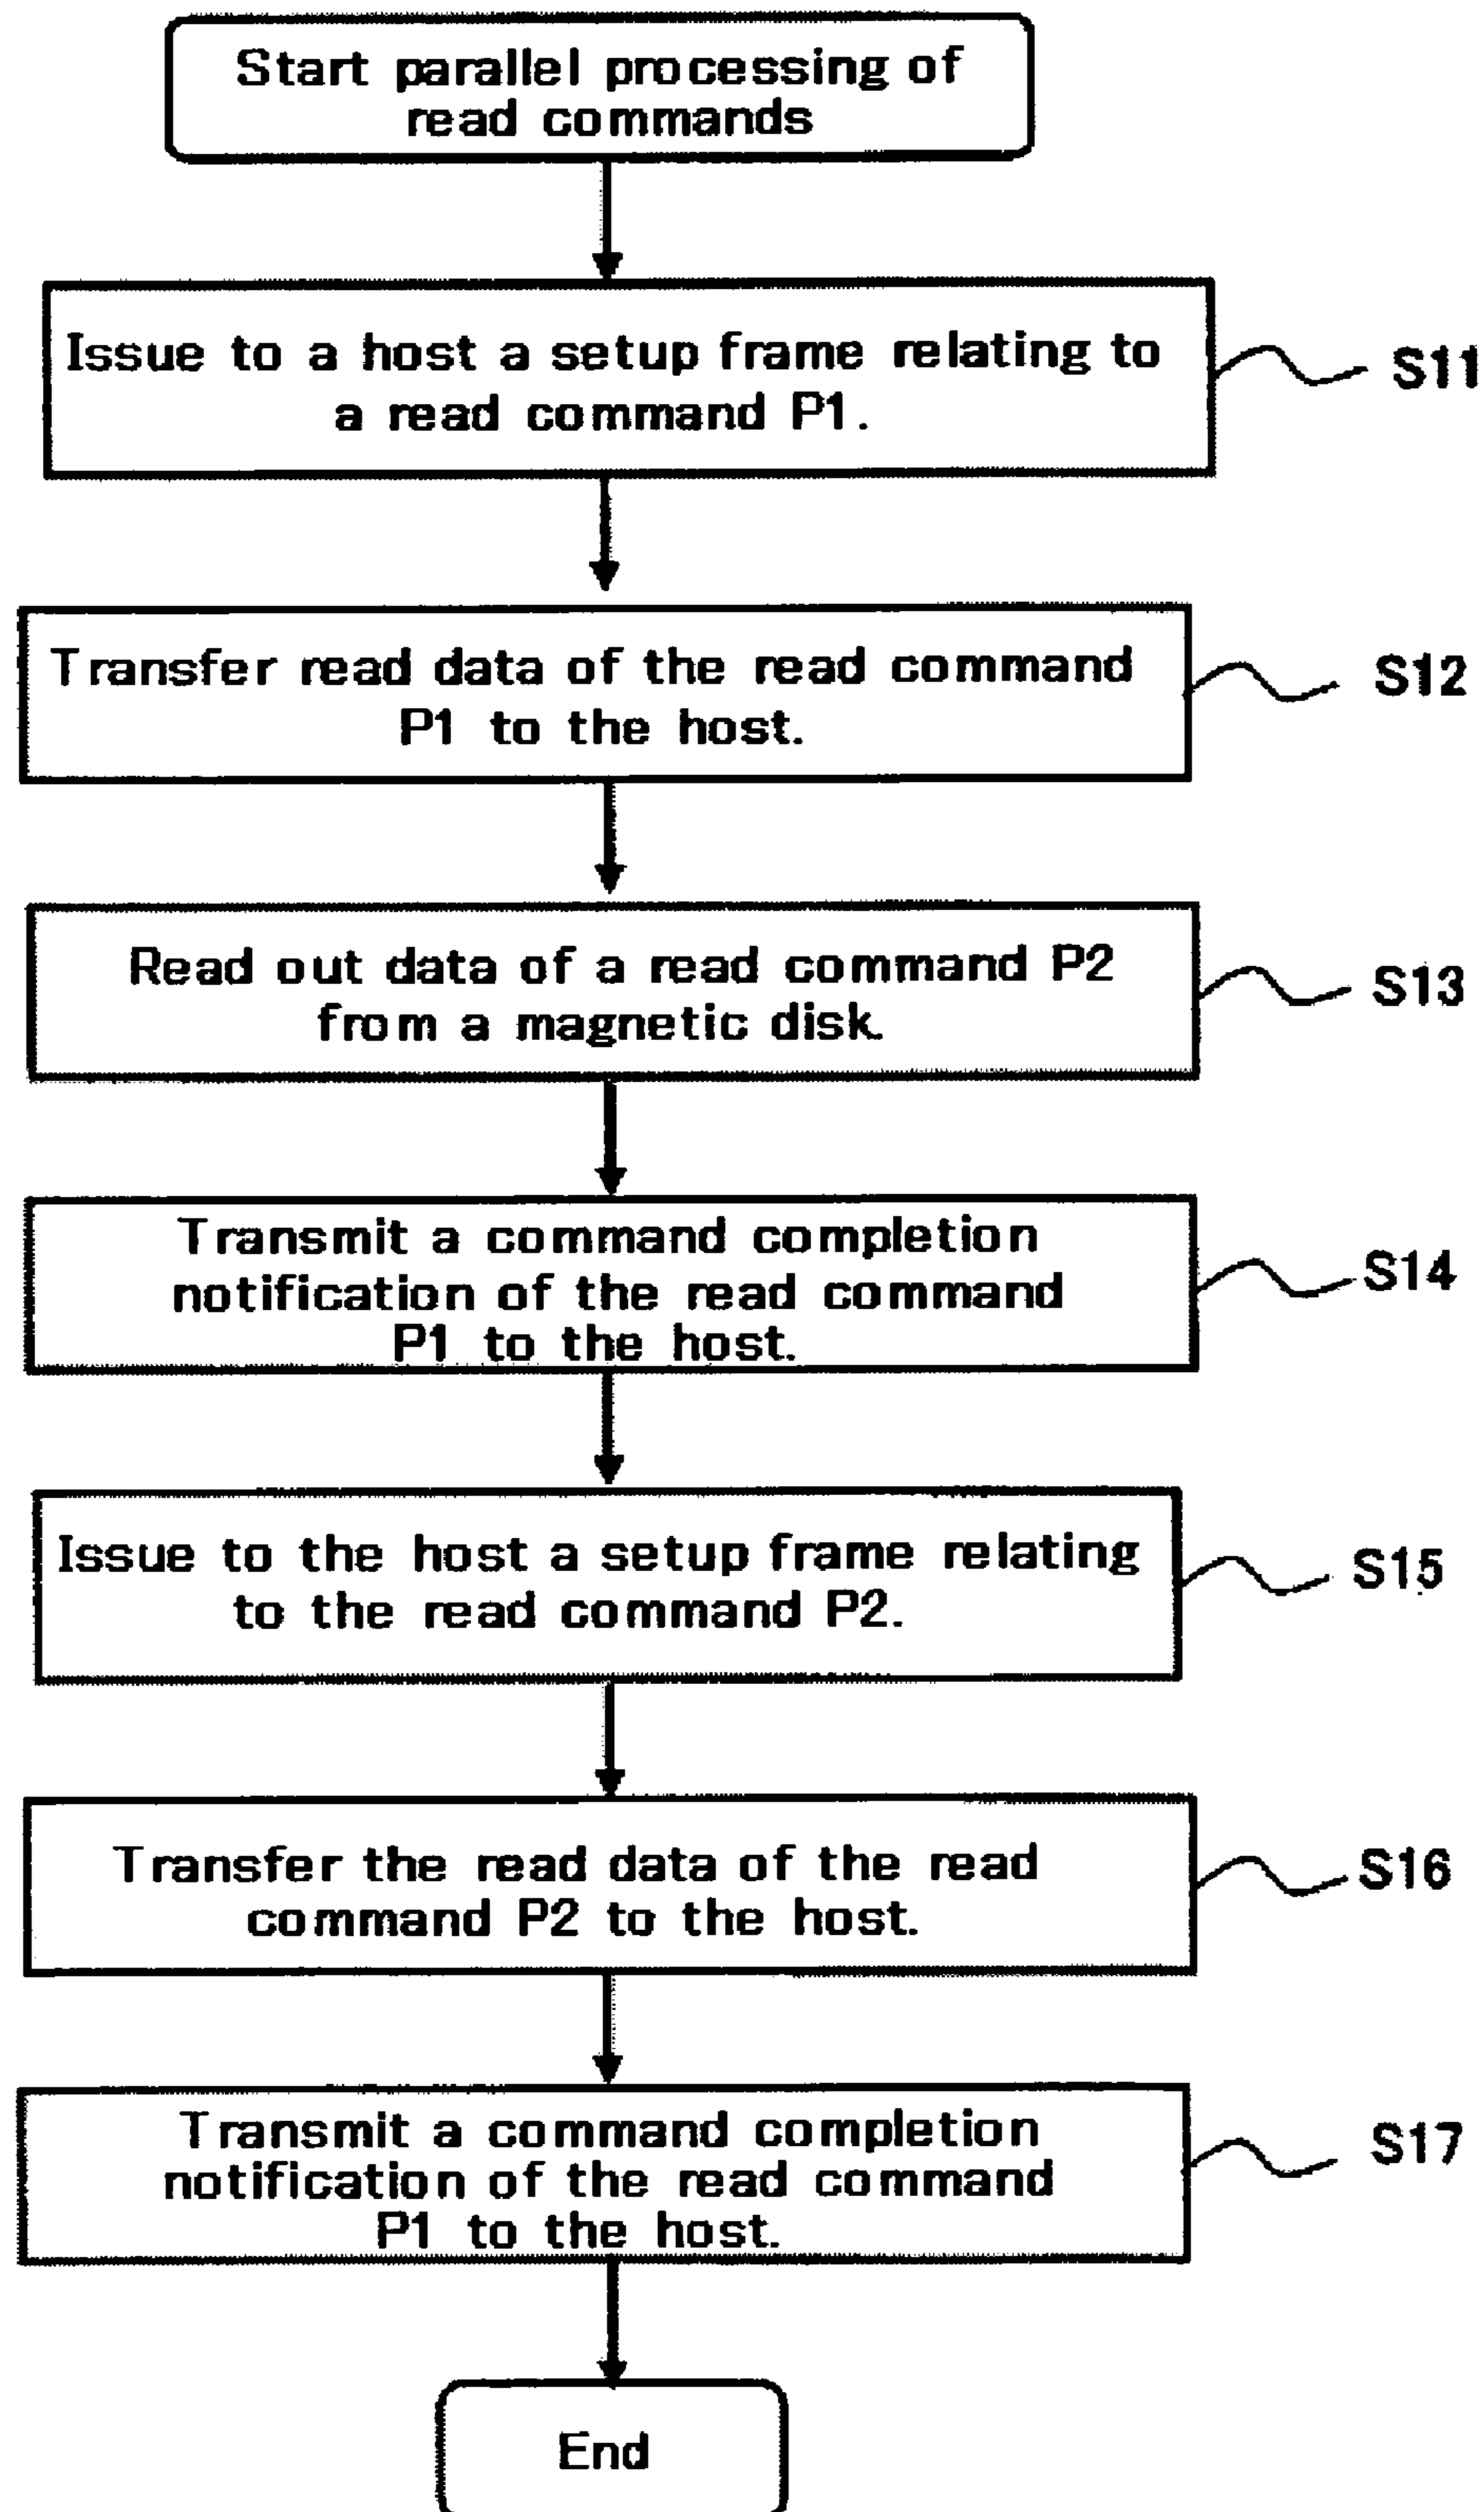 Start parallel processing of
read commands
Issue to a host a setup frame relating to
a read command P1.
S11
Transfer read data of the read command
P1 to the host.
S12
Read out data of a read command P2
from a magnetic disk.
S13
Transmit a command completion
notification of the read command
P1 to the host.
S14
Issue to the host a setup frame relating
to the read command P2.
S15
Transfer the read data of the read
command P2 to the host.
S16
Transmit a command completion
notification of the read command
P1 to the host.
S17
End